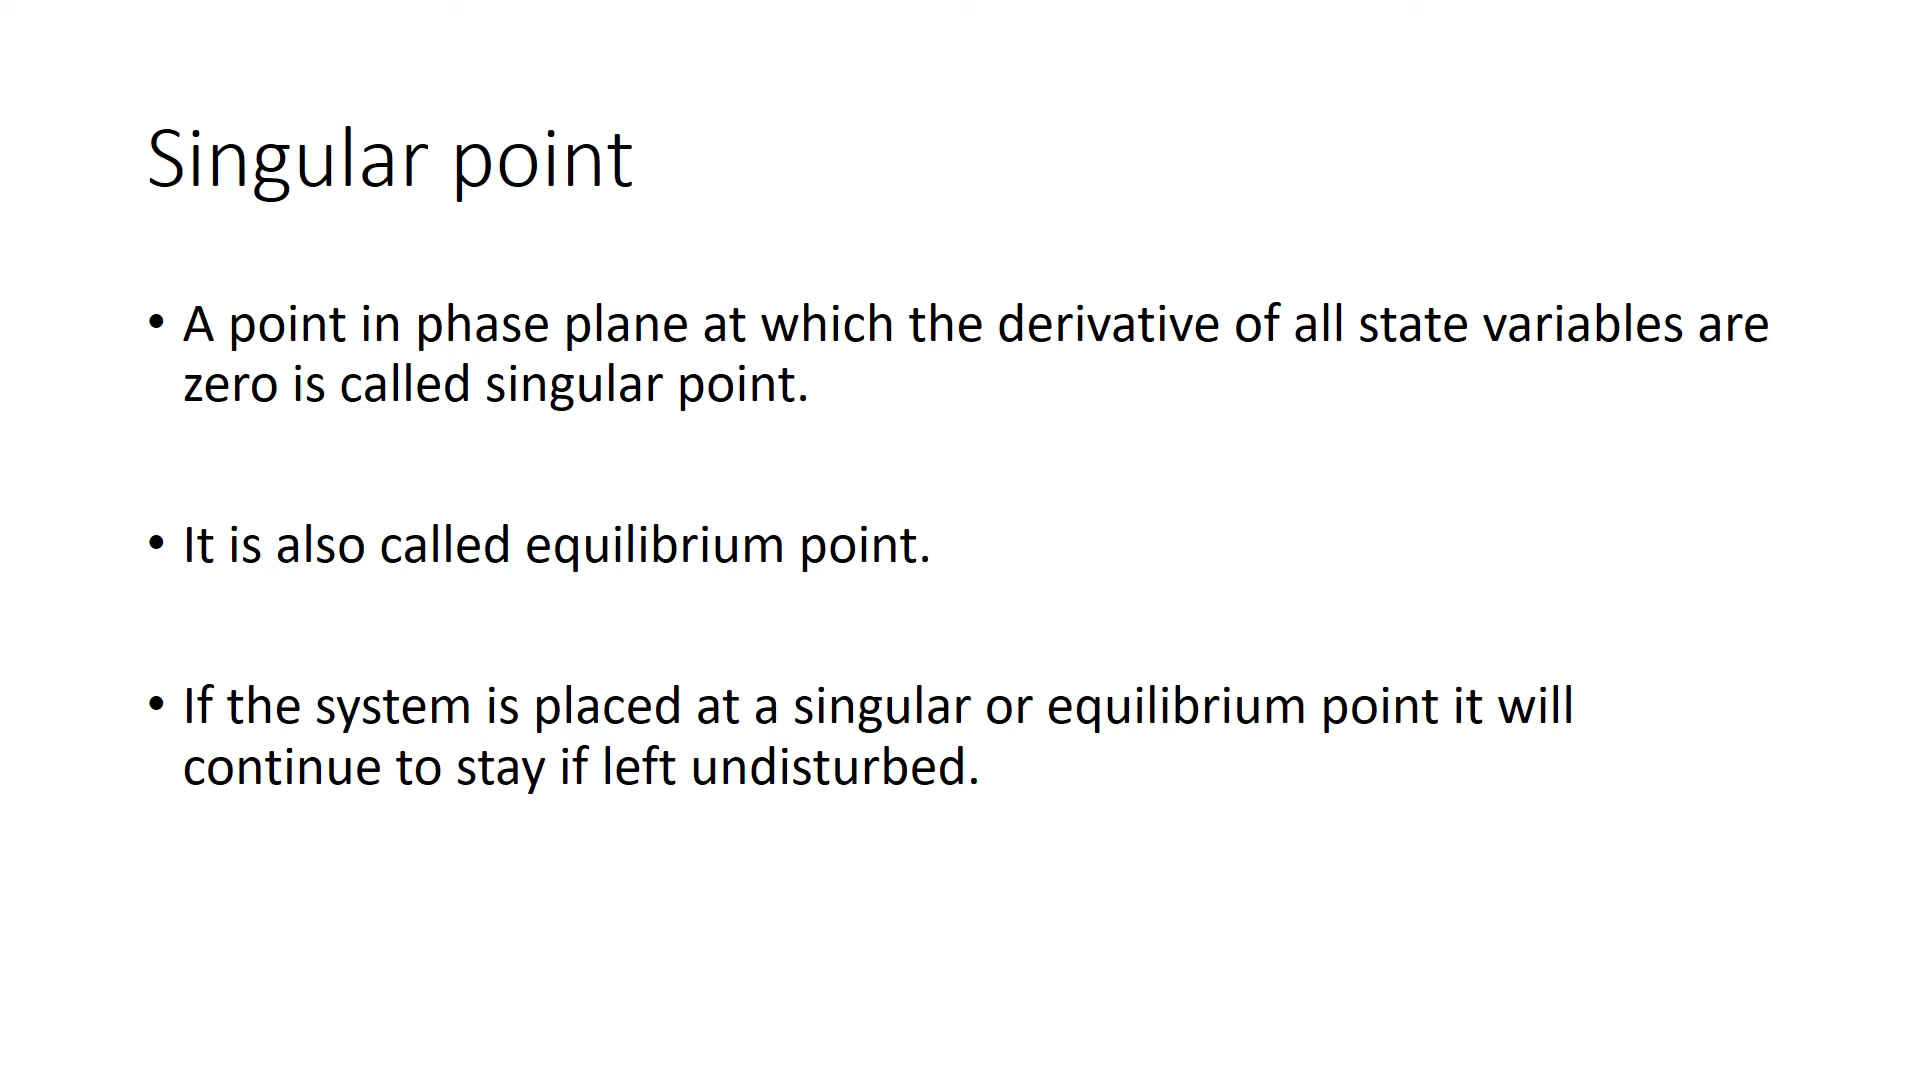 Singular point
• A point in phase plane at which the derivative of all state variables are
zero is called singular point.
• It is also called equilibrium point.
• If the system is placed at a singular or equilibrium point it will
continue to stay if left undisturbed.